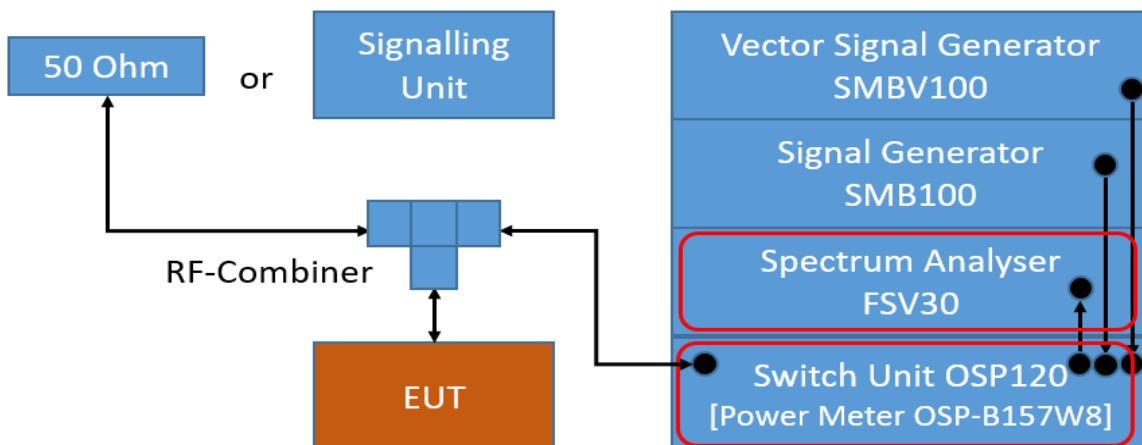 50 Ohm
or
Signalling
Unit
RF-Combiner
EUT
Vector Signal Generator
SMBV100
Signal Generator
SMB100
Spectrum Analyser
FSV30
Switch Unit OSP120
[Power Meter OSP-B157W8]